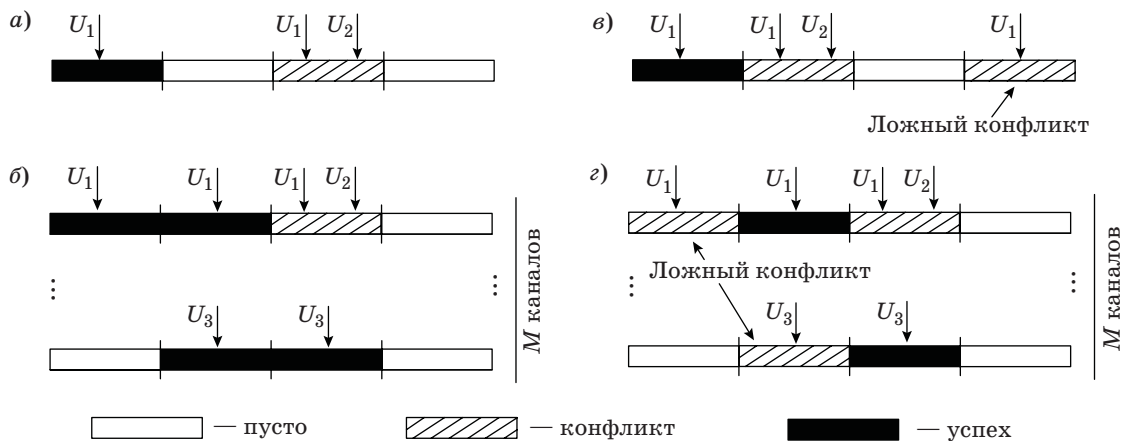 а) U1 U1 U2
в) U1 U1 U2 U1
Ложный конфликт
б) U1 U1 U1 U2
г) U1 U1 U1 U2
⋮ ⋮ M каналов
⋮ Ложный конфликт ⋮ M каналов
U3 U3
U3 U3
— пусто — конфликт — успех